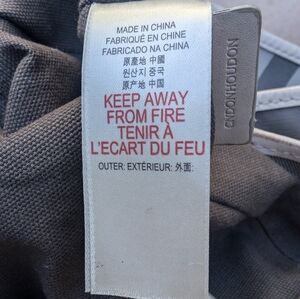 MADE IN CHINA
FABRIQUÉ EN CHINE
FABRICADO NA CHINA
原產地 中國
원산지 중국
原产地 中国
KEEP AWAY
FROM FIRE
TENIR À
L'ECART DU FEU
OUTER: EXTÉRIEUR: 外面: